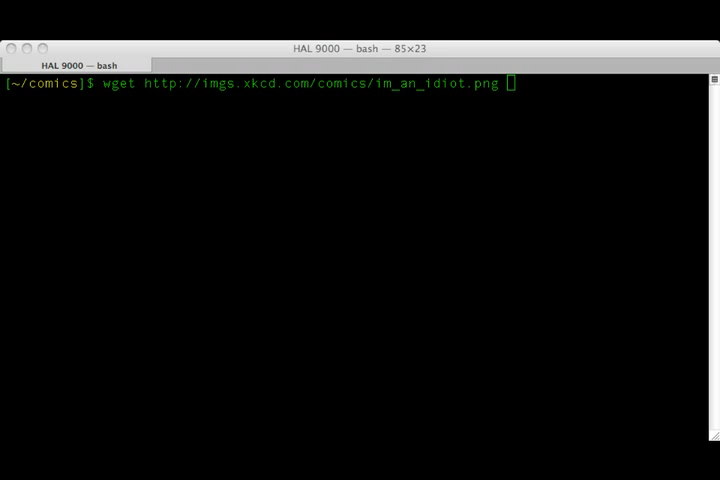 HAL 9000 — bash — 85×23
HAL 9000 — bash
[~/comics]$ wget http://imgs.xkcd.com/comics/im_an_idiot.png